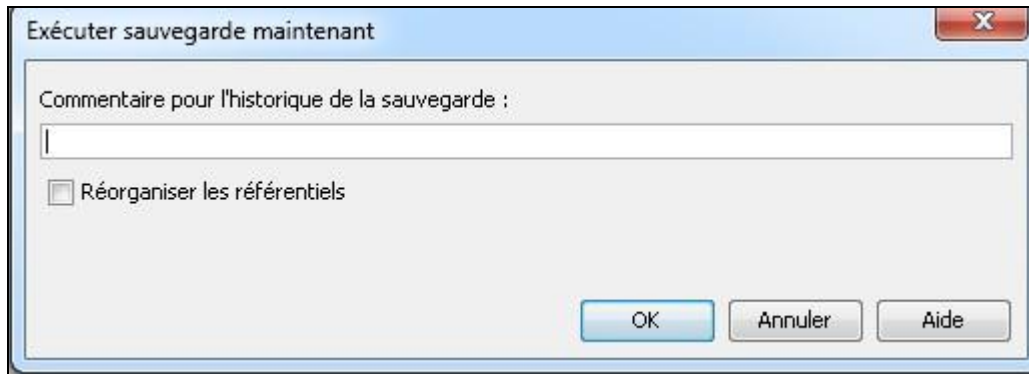 Exécuter sauvegarde maintenant
Commentaire pour l'historique de la sauvegarde :
Réorganiser les référentiels
OK Annuler Aide